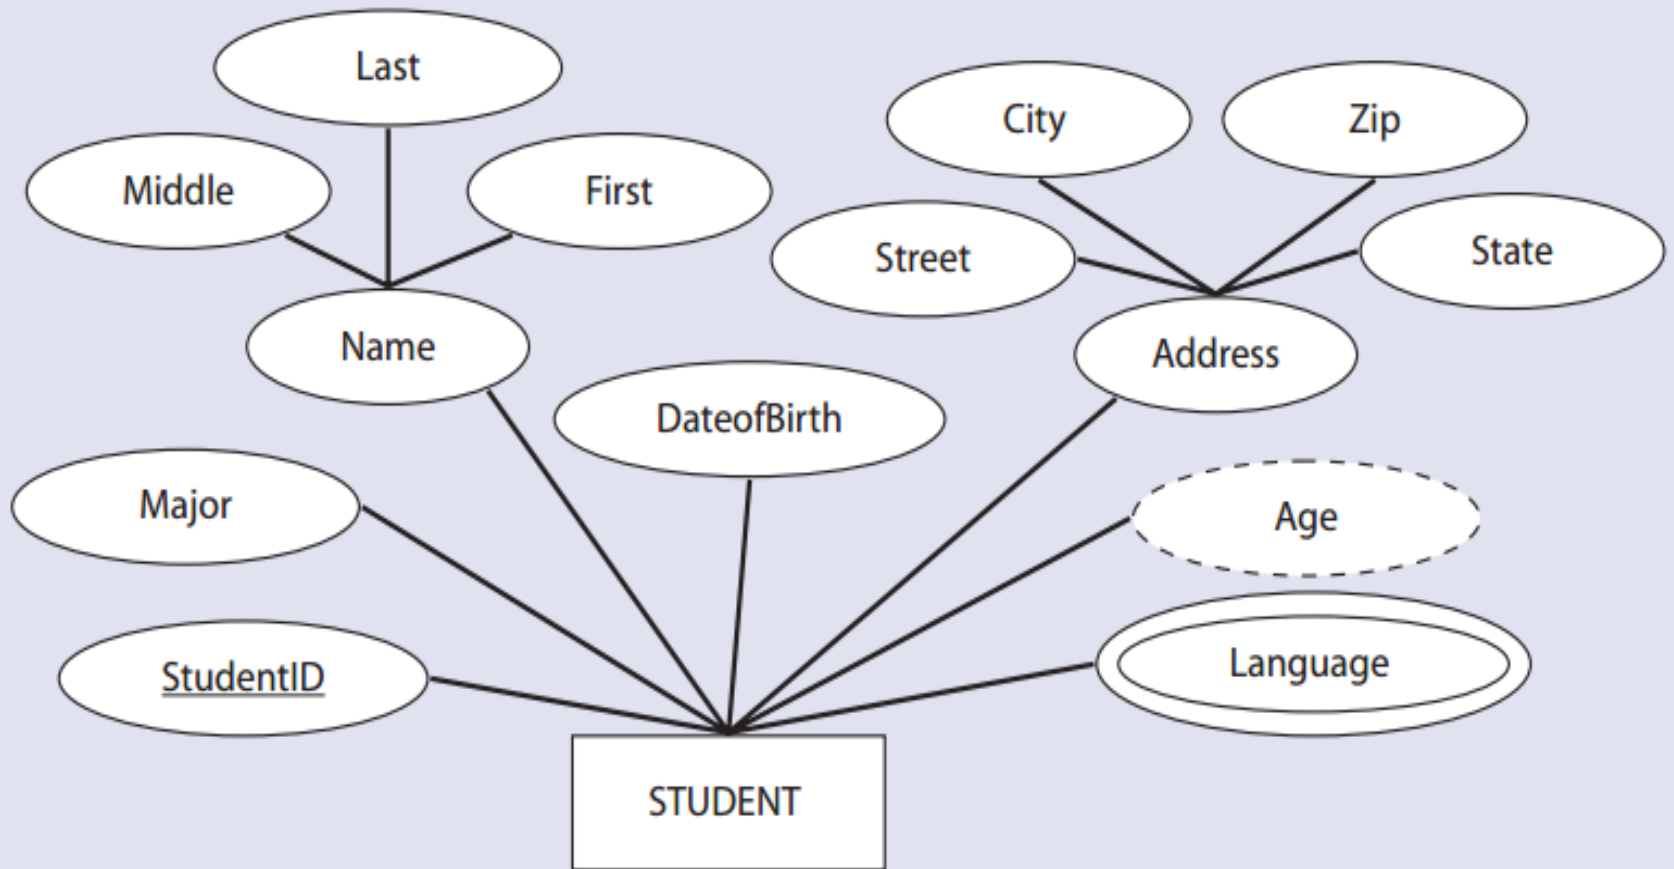 Last
City
Zip
Middle
First
Street
State
Name
Address
DateofBirth
Major
Age
StudentID
Language
STUDENT